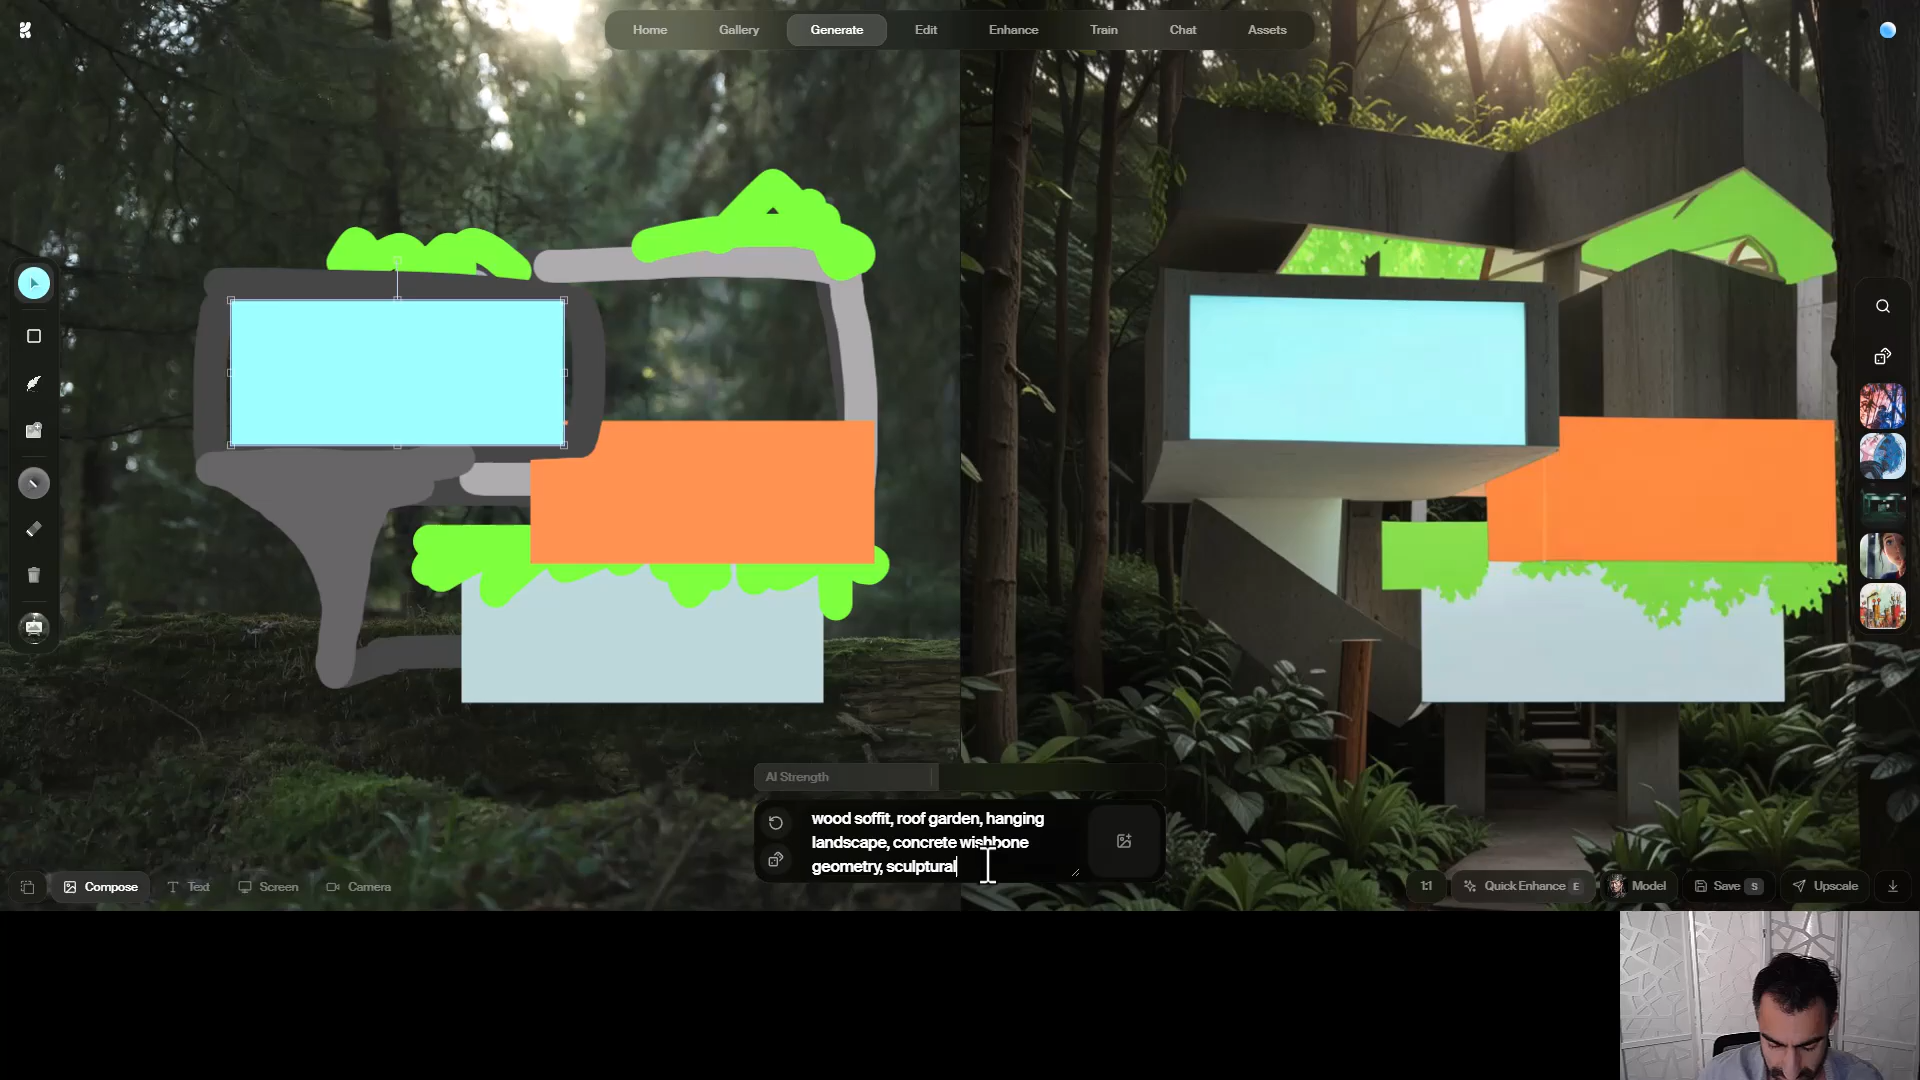 Home Gallery Generate Edit Enhance Train Chat Assets
AI Strength
wood soffit, roof garden, hanging
landscape, concrete wishbone
geometry, sculptural
Compose Text Screen Camera
1:1 Quick Enhance E Model Save S Upscale